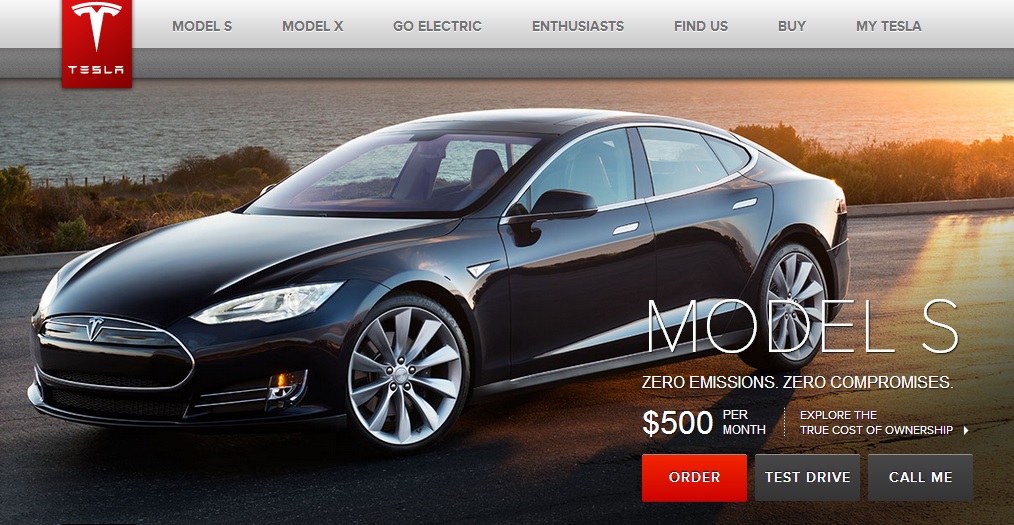 TESLA
MODEL S
MODEL X
GO ELECTRIC
ENTHUSIASTS
FIND US
BUY
MY TESLA
MODEL S
ZERO EMISSIONS. ZERO COMPROMISES.
$500 PER MONTH
EXPLORE THE
TRUE COST OF OWNERSHIP
ORDER
TEST DRIVE
CALL ME